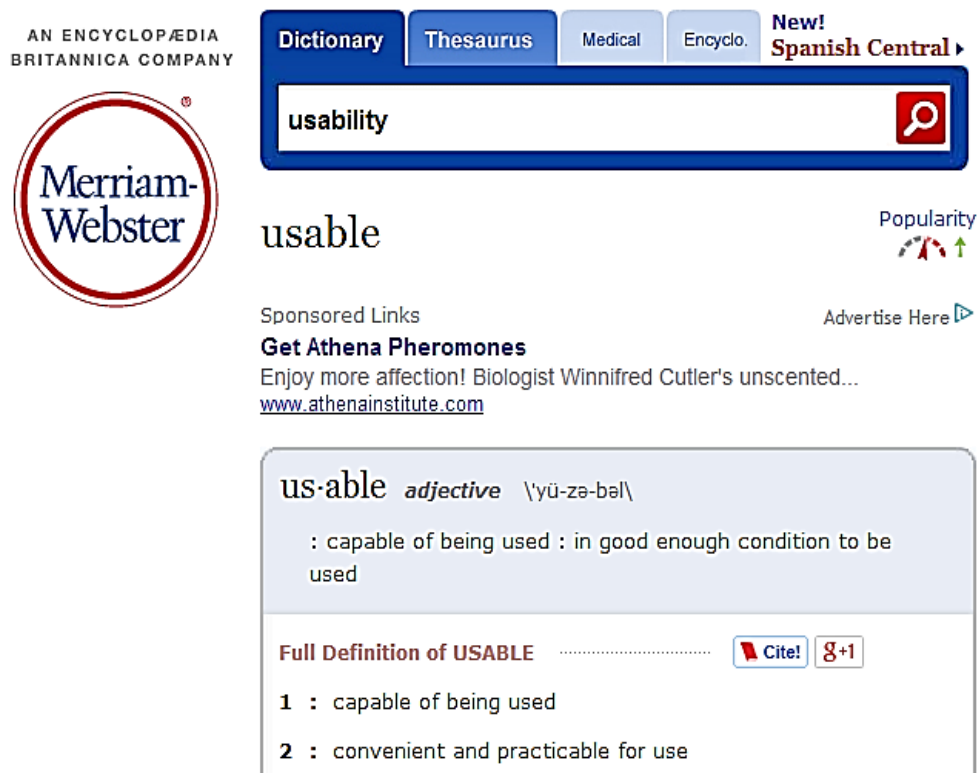 AN ENCYCLOPÆDIA
BRITANNICA COMPANY
Merriam-
Webster
®
Dictionary Thesaurus Medical Encyclo. New!
Spanish Central
usability
usable
Popularity
Sponsored Links
Advertise Here
Get Athena Pheromones
Enjoy more affection! Biologist Winnifred Cutler's unscented...
www.athenainstitute.com
us·able adjective \'yü-zə-bəl\
: capable of being used : in good enough condition to be
used
Full Definition of USABLE Cite! g+1
1 : capable of being used
2 : convenient and practicable for use